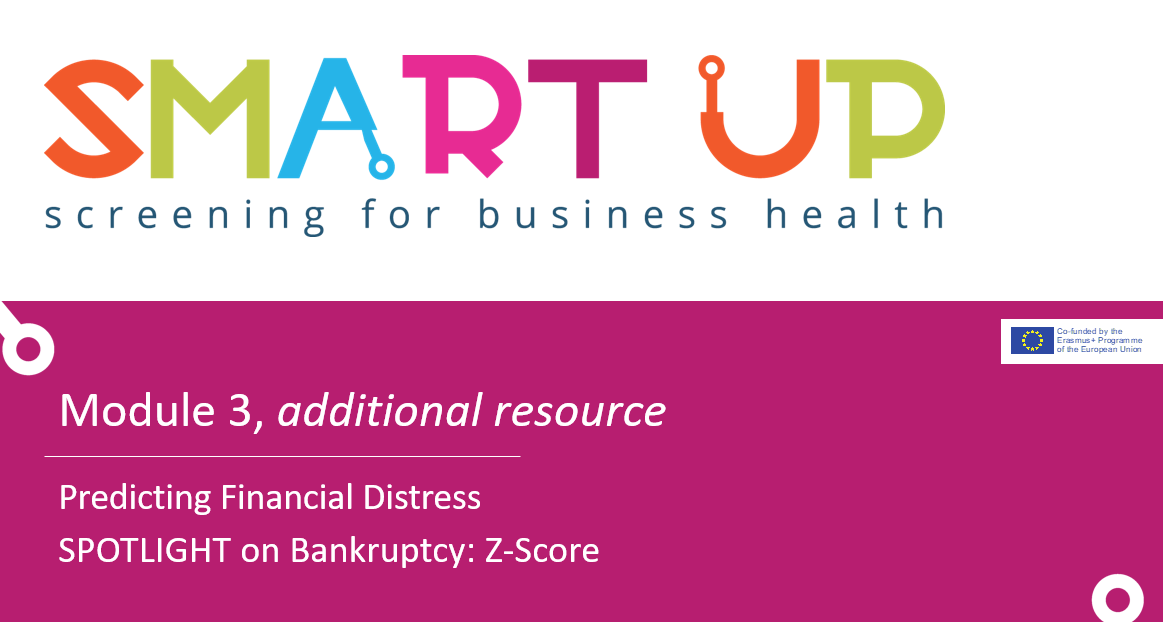 SMART UP
screening for business health
Co-funded by the
Erasmus+ Programme
of the European Union
Module 3, additional resource
Predicting Financial Distress
SPOTLIGHT on Bankruptcy: Z-Score